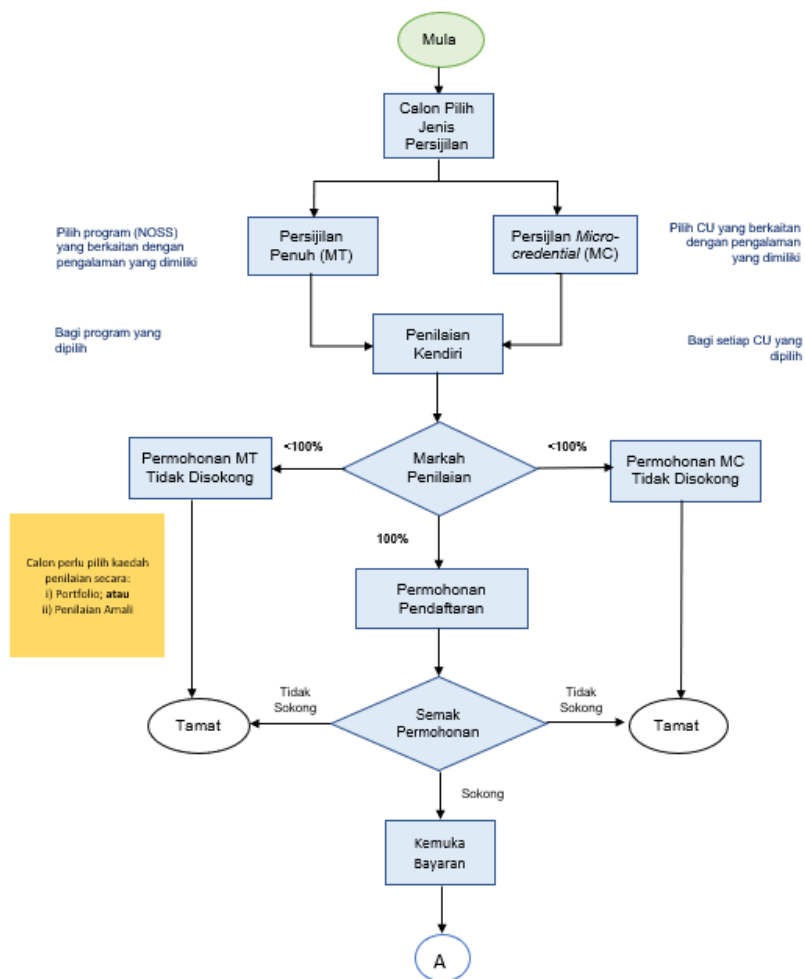 Mula
Calon Pilih
Jenis
Persijilan
Pilih program (NOSS)
yang berkaitan dengan
pengalaman yang dimiliki
Persijilan
Penuh (MT)
Persijlan Micro-
credential (MC)
Pilih CU yang berkaitan
dengan pengalaman
yang dimiliki
Bagi program yang
dipilih
Penilaian
Kendiri
Bagi setiap CU yang
dipilih
Permohonan MT
Tidak Disokong
<100%
Markah
Penilaian
<100%
Permohonan MC
Tidak Disokong
100%
Calon perlu pilih kaedah
penilaian secara:
i) Portfolio; atau
ii) Penilaian Amali
Permohonan
Pendaftaran
Tamat
Tidak
Sokong
Semak
Permohonan
Tidak
Sokong
Tamat
Sokong
Kemuka
Bayaran
A